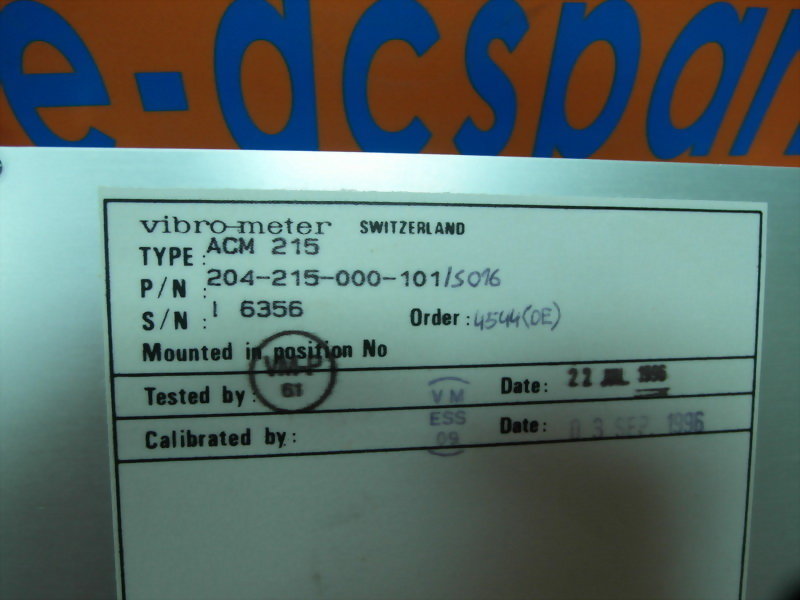 e-dcspar
vibro-meter SWITZERLAND
TYPE : ACM 215
P/N : 204-215-000-101/S016
S/N : I 6356 Order : 4544(OE)
Mounted in position No
VM-P
61
Tested by : Date: 22 JUL 1996
VM
ESS
09
Calibrated by : Date: 03 SEP. 1996